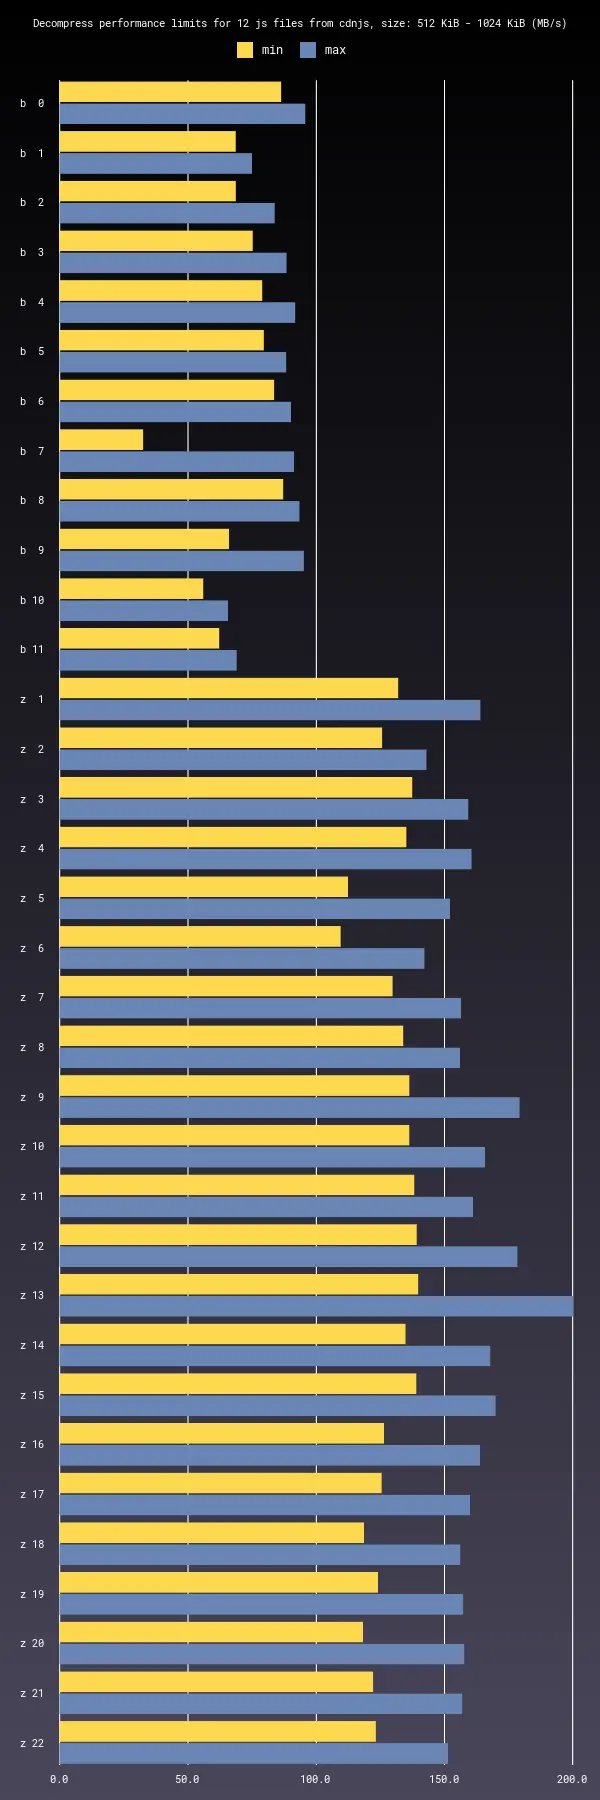 Decompress performance limits for 12 js files from cdnjs, size: 512 KiB - 1024 KiB (MB/s)
min max
b 0
b 1
b 2
b 3
b 4
b 5
b 6
b 7
b 8
b 9
b 10
b 11
z 1
z 2
z 3
z 4
z 5
z 6
z 7
z 8
z 9
z 10
z 11
z 12
z 13
z 14
z 15
z 16
z 17
z 18
z 19
z 20
z 21
z 22
0.0 50.0 100.0 150.0 200.0